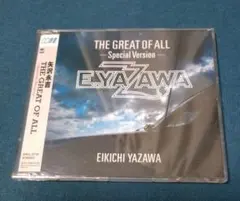 矢沢永吉
THE GREAT OF ALL
THE GREAT OF ALL
—Special Version—
E.YAZAWA
EIKICHI YAZAWA